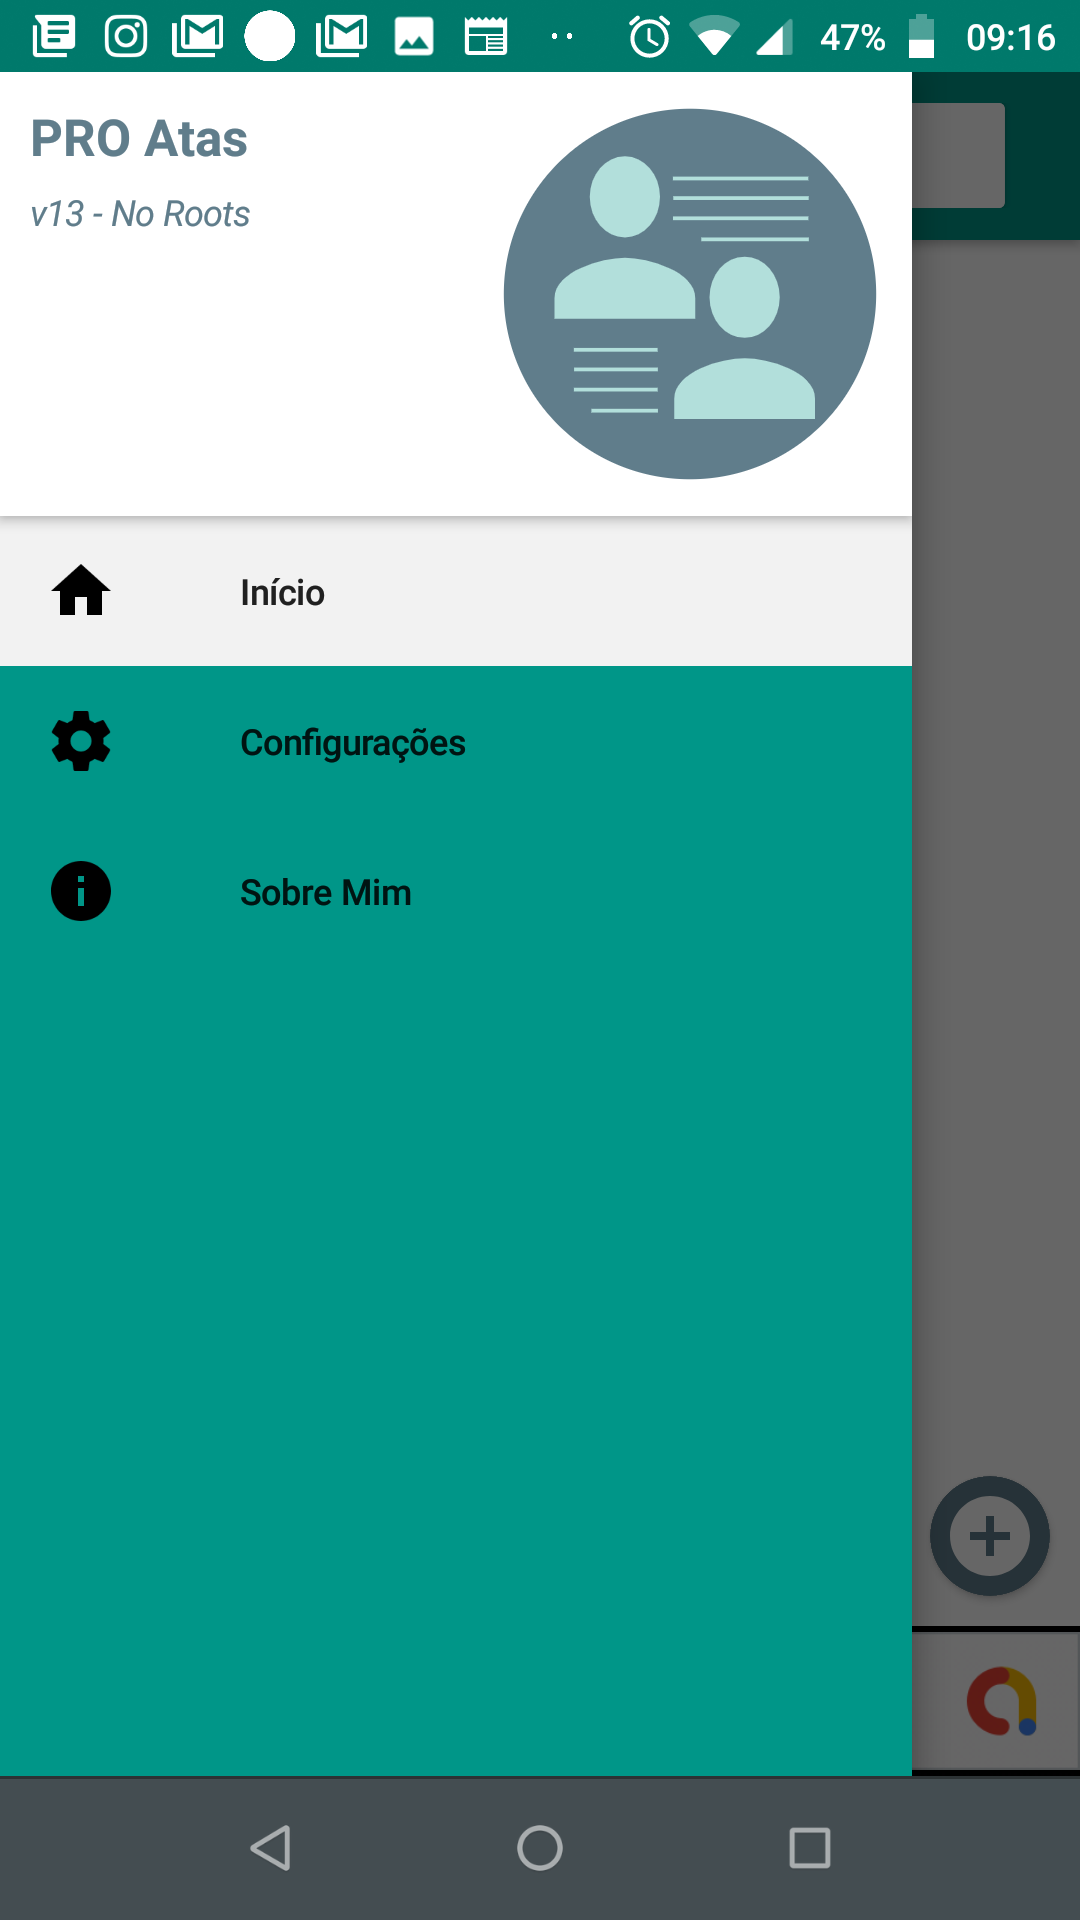 47% 09:16
PRO Atas
v13 - No Roots
Início
Configurações
Sobre Mim